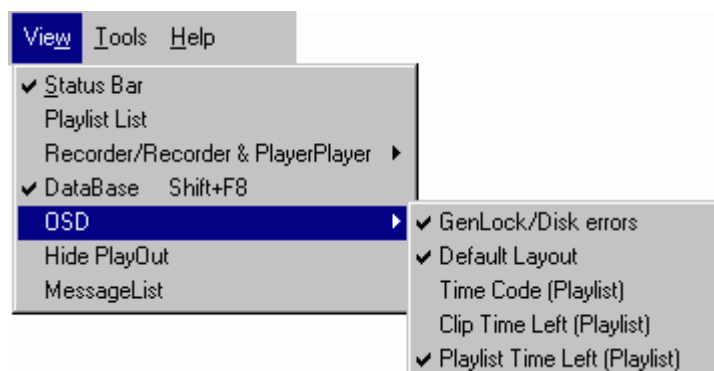 View Tools Help
Status Bar
Playlist List
Recorder/Recorder & PlayerPlayer
DataBase Shift+F8
OSD
Hide PlayOut
MessageList
GenLock/Disk errors
Default Layout
Time Code (Playlist)
Clip Time Left (Playlist)
Playlist Time Left (Playlist)